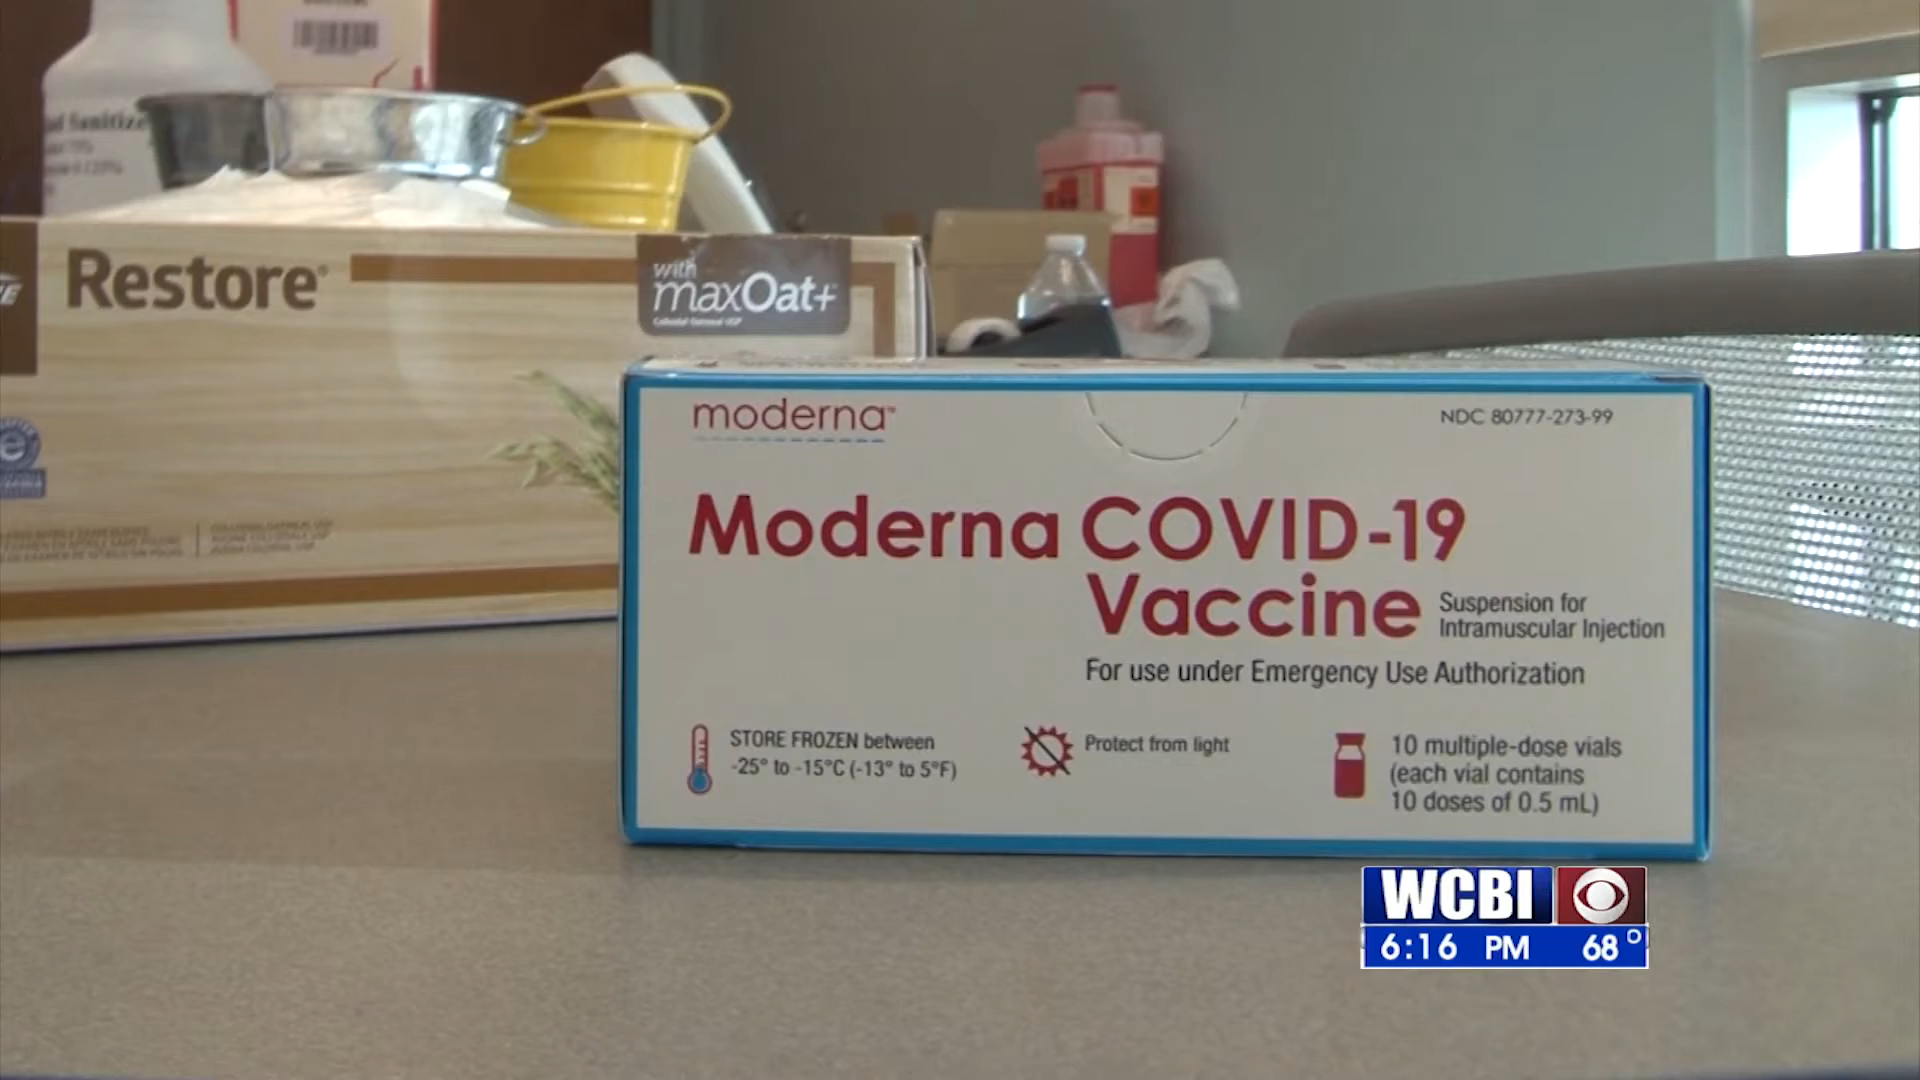 Sanitize
Restore
with
maxOat+
moderna™
NDC 80777-273-99
Moderna COVID-19
Vaccine
Suspension for
Intramuscular Injection
For use under Emergency Use Authorization
STORE FROZEN between
-25° to -15°C (-13° to 5°F)
Protect from light
10 multiple-dose vials
(each vial contains
10 doses of 0.5 mL)
WCBI
6:16 PM 68°